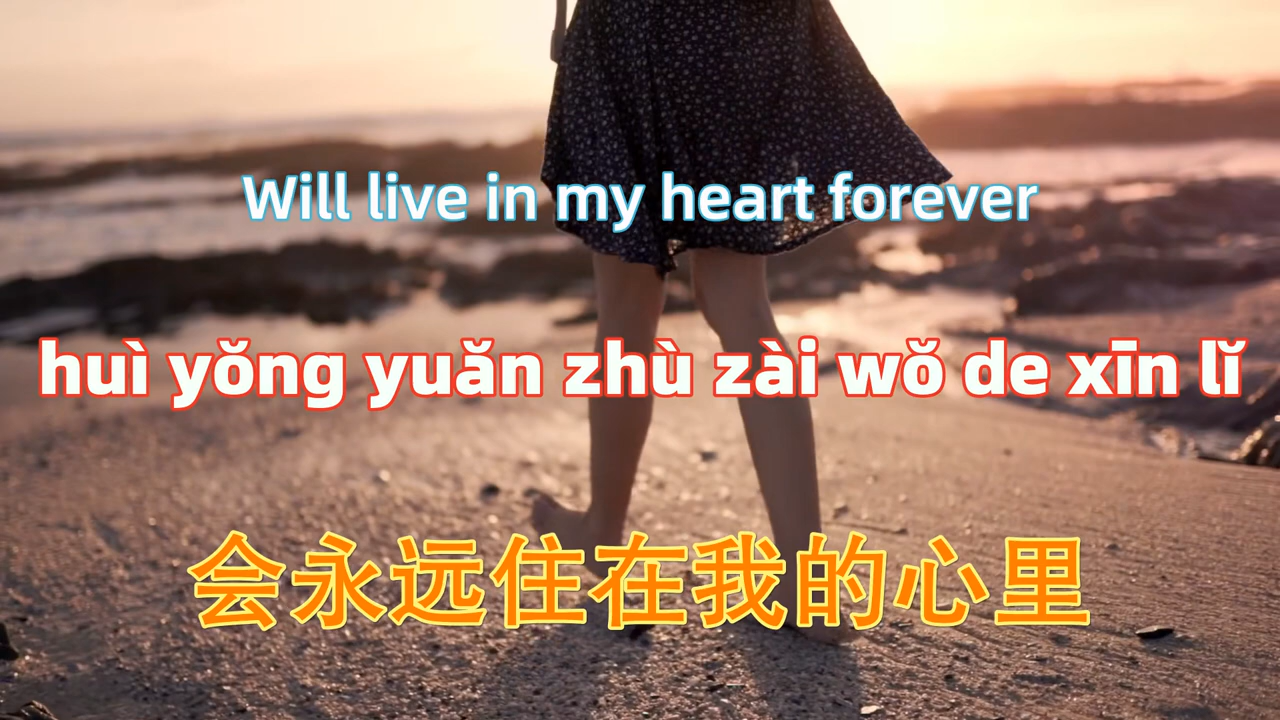 Will live in my heart forever
huì yǒng yuǎn zhù zài wǒ de xīn lǐ
会永远住在我的心里